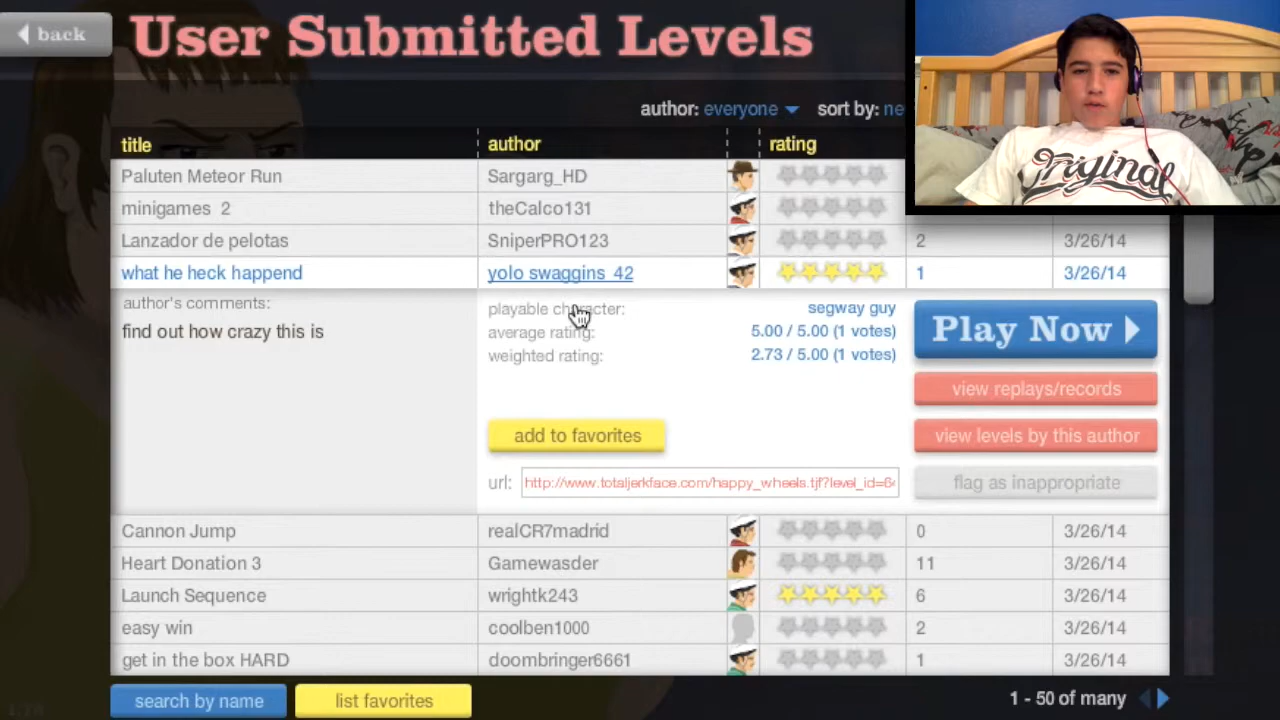 back
User Submitted Levels
author: everyone sort by: ne
title author rating
Paluten Meteor Run Sargarg_HD
minigames 2 theCalco131
Lanzador de pelotas SniperPRO123 2 3/26/14
what he heck happend yolo swaggins 42 1 3/26/14
author's comments:
find out how crazy this is
playable character: segway guy
average rating: 5.00 / 5.00 (1 votes)
weighted rating: 2.73 / 5.00 (1 votes)
add to favorites
url: http://www.totaljerkface.com/happy_wheels.tjf?level_id=6
Play Now
view replays/records
view levels by this author
flag as inappropriate
Cannon Jump realCR7madrid 0 3/26/14
Heart Donation 3 Gamewasder 11 3/26/14
Launch Sequence wrightk243 6 3/26/14
easy win coolben1000 2 3/26/14
get in the box HARD doombringer6661 1 3/26/14
search by name list favorites 1 - 50 of many
Original